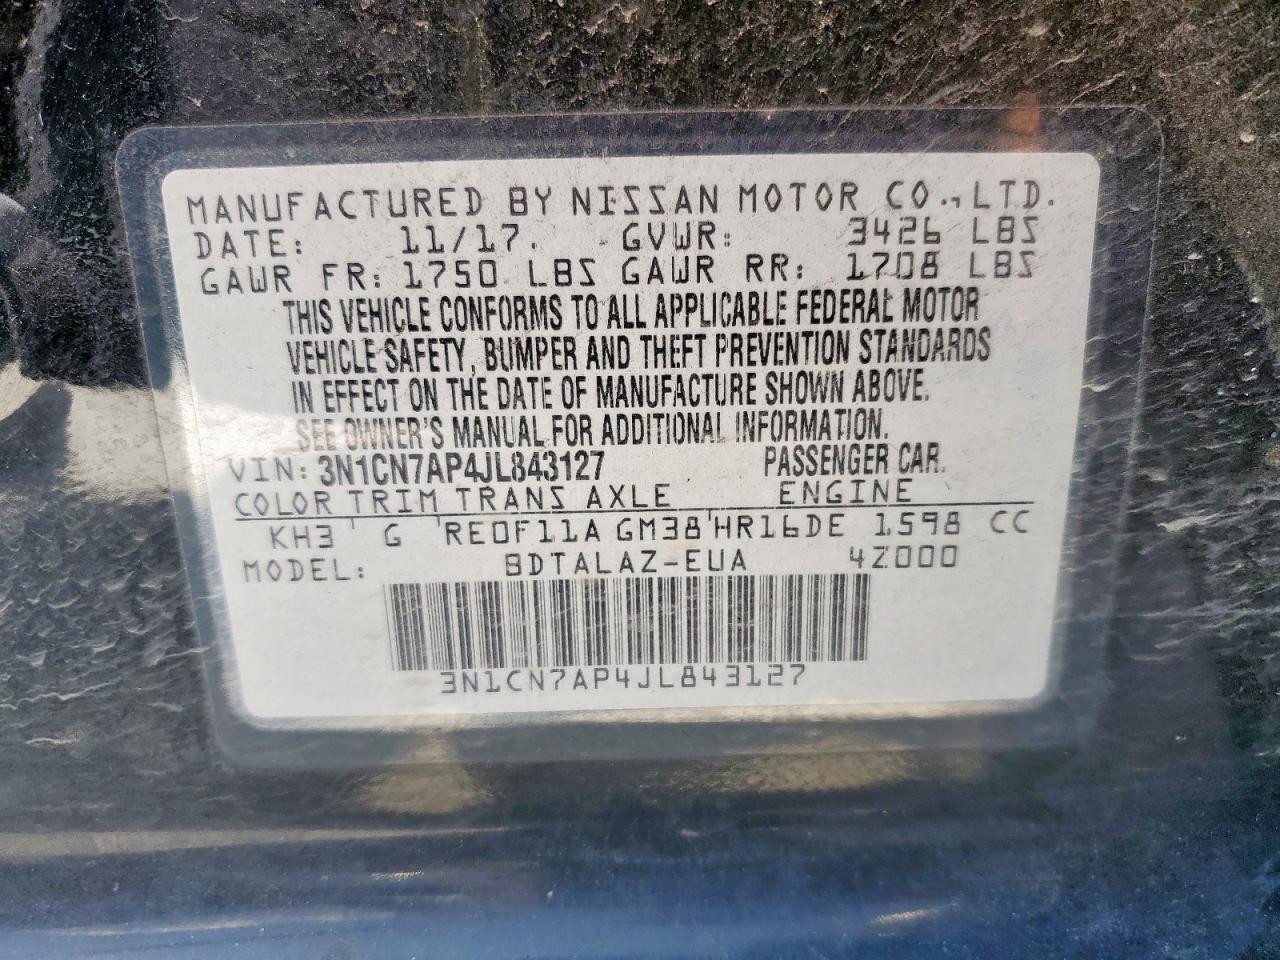 MANUFACTURED BY NISSAN MOTOR CO., LTD.
DATE: 11/17. GVWR: 3426 LBS
GAWR FR: 1750 LBS GAWR RR: 1708 LBS
THIS VEHICLE CONFORMS TO ALL APPLICABLE FEDERAL MOTOR
VEHICLE SAFETY, BUMPER AND THEFT PREVENTION STANDARDS
IN EFFECT ON THE DATE OF MANUFACTURE SHOWN ABOVE.
SEE OWNER'S MANUAL FOR ADDITIONAL INFORMATION.
VIN: 3N1CN7AP4JL843127 PASSENGER CAR.
COLOR TRIM TRANS AXLE ENGINE
KH3 G RE0F11A GM38 HR16DE 1598 CC
MODEL: BDTALAZ-EUA 4Z000
3N1CN7AP4JL843127